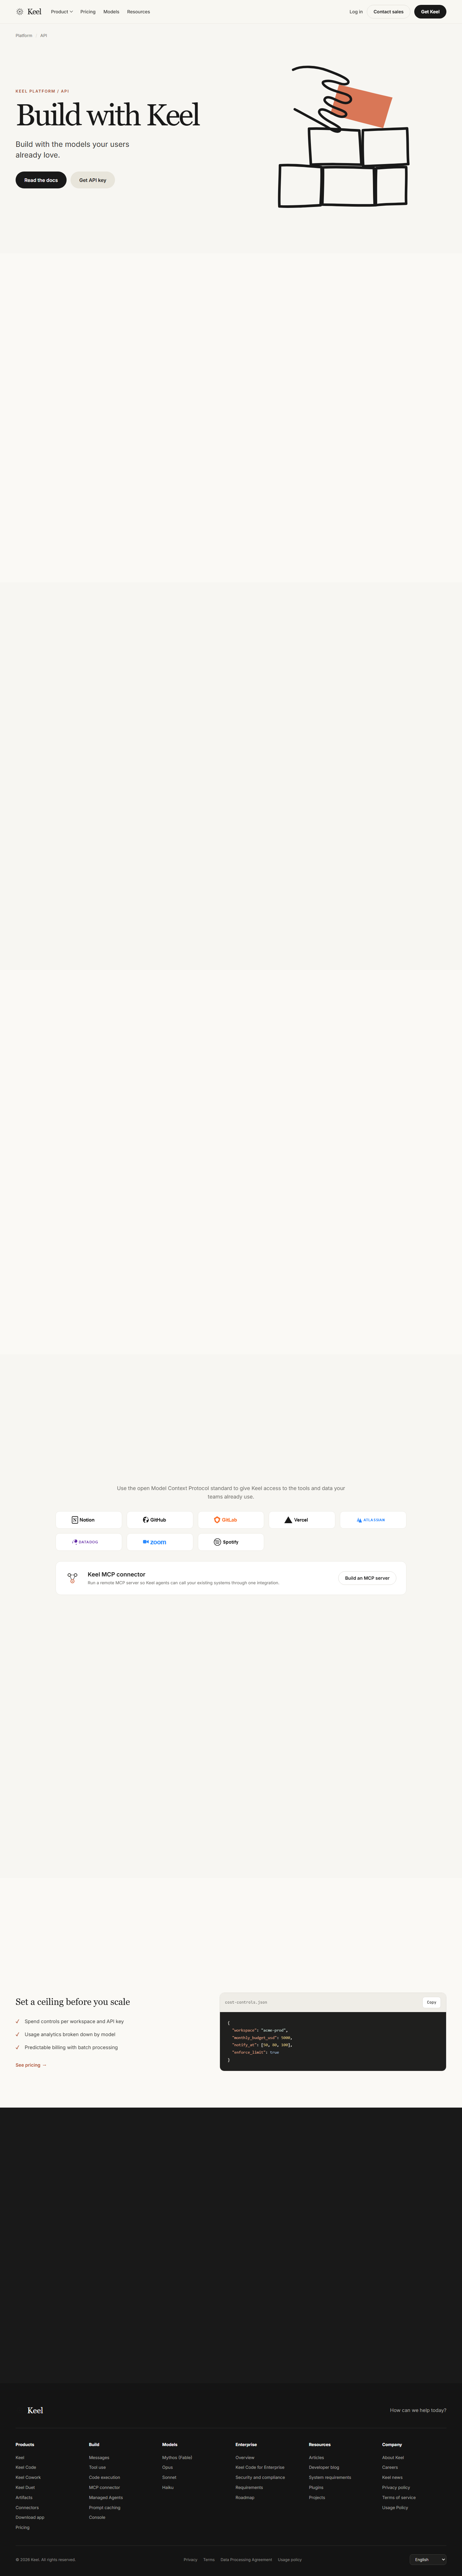 Keel Product Pricing Models Resources Log in Contact sales Get Keel
Platform / API
KEEL PLATFORM / API
Build with Keel
Build with the models your users
already love.
Read the docs Get API key
Use the open Model Context Protocol standard to give Keel access to the tools and data your
teams already use.
Notion GitHub GitLab Vercel ATLASSIAN
DATADOG zoom Spotify
Keel MCP connector
Run a remote MCP server so Keel agents can call your existing systems through one integration.
Build an MCP server
Set a ceiling before you scale
✓ Spend controls per workspace and API key
✓ Usage analytics broken down by model
✓ Predictable billing with batch processing
See pricing →
cost-controls.json Copy
{
"workspace": "acme-prod",
"monthly_budget_usd": 5000,
"notify_at": [50, 80, 100],
"enforce_limit": true
}
Keel
How can we help today?
Products Build Models Enterprise Resources Company
Keel Messages Mythos (Fable) Overview Articles About Keel
Keel Code Tool use Opus Keel Code for Enterprise Developer blog Careers
Keel Cowork Code execution Sonnet Security and compliance System requirements Keel news
Keel Duet MCP connector Haiku Requirements Plugins Privacy policy
Artifacts Managed Agents Roadmap Projects Terms of service
Connectors Prompt caching Usage Policy
Download app Console
Pricing
© 2026 Keel. All rights reserved. Privacy Terms Data Processing Agreement Usage policy English